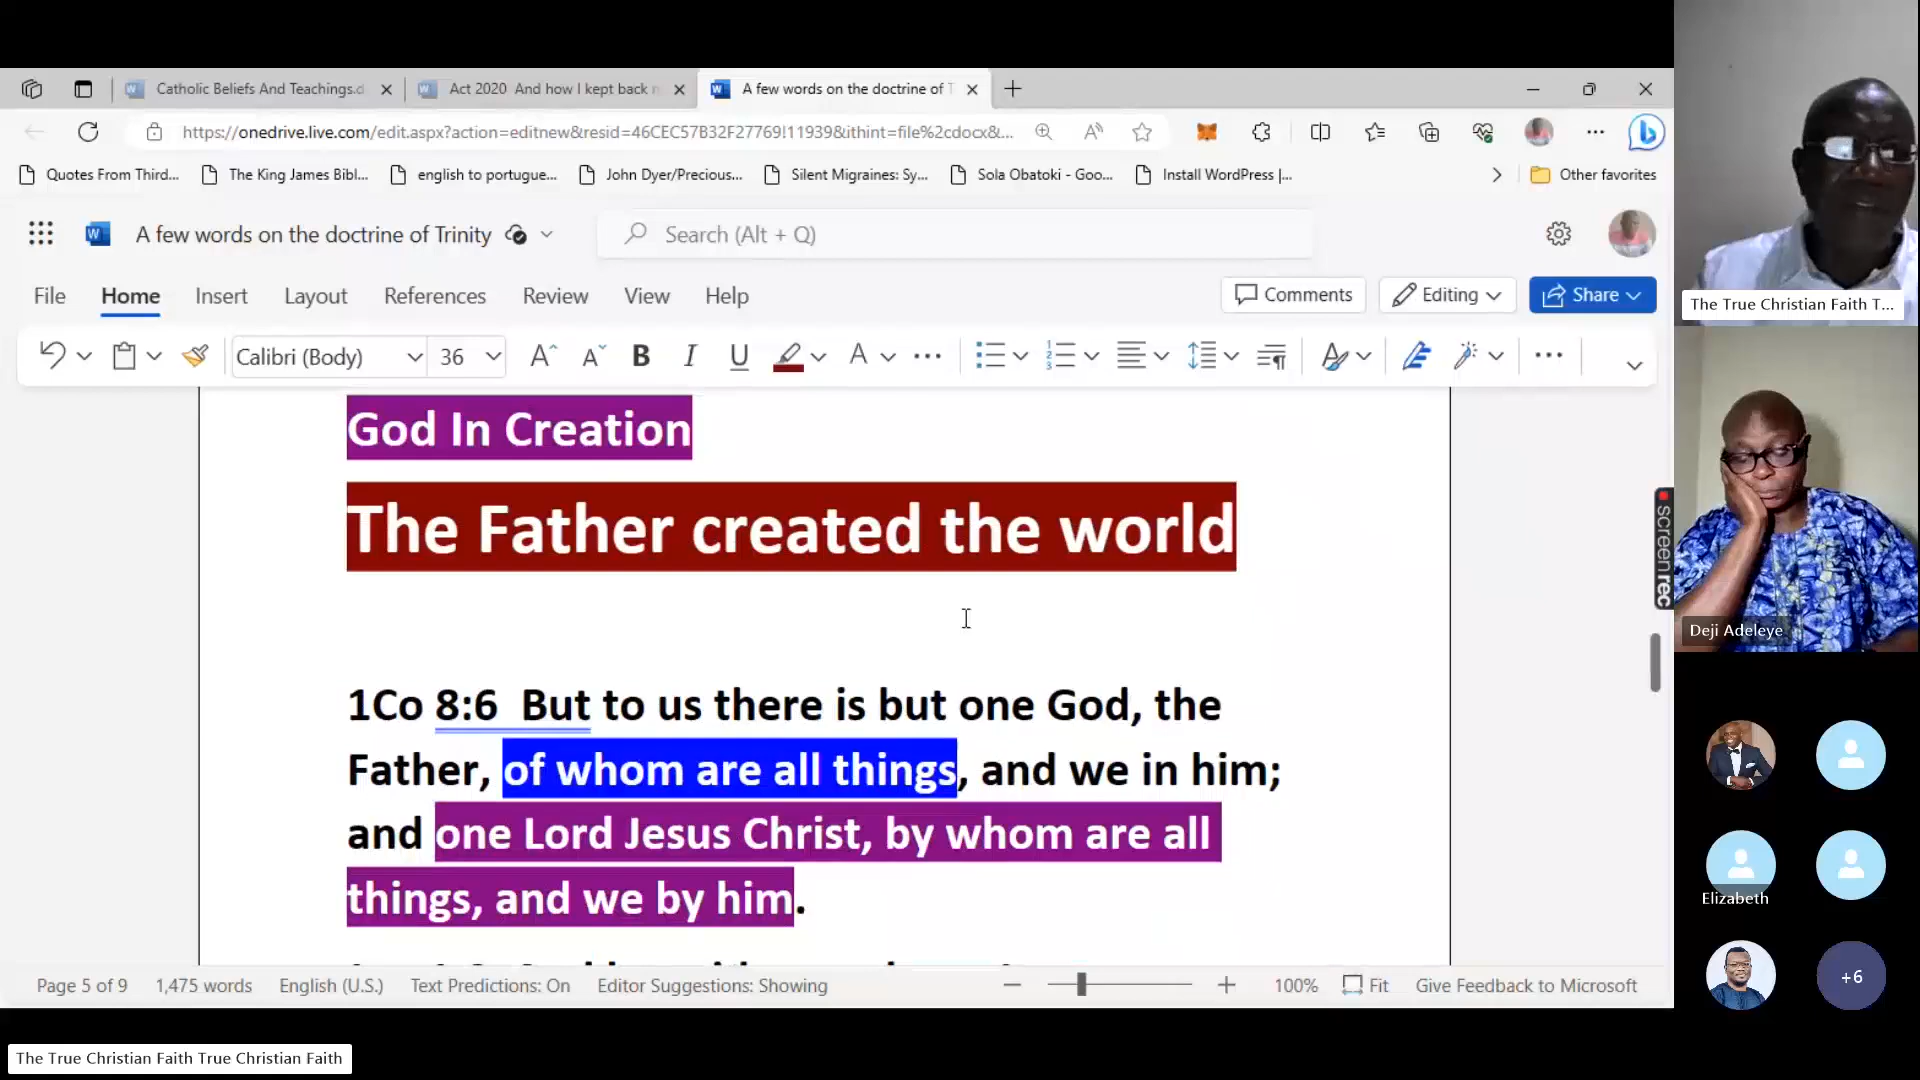 Catholic Beliefs And Teachings.d
Act 2020 And how I kept back n
A few words on the doctrine of T
https://onedrive.live.com/edit.aspx?action=editnew&resid=46CEC57B32F27769!11939&ithint=file%2cdocx&...
Quotes From Third...
The King James Bibl...
english to portugue...
John Dyer/Precious...
Silent Migraines: Sy...
Sola Obatoki - Goo...
Install WordPress |...
Other favorites
A few words on the doctrine of Trinity
Search (Alt + Q)
File Home Insert Layout References Review View Help
Comments Editing Share
Calibri (Body) 36
God In Creation
The Father created the world
1Co 8:6 But to us there is but one God, the
Father, of whom are all things, and we in him;
and one Lord Jesus Christ, by whom are all
things, and we by him.
Page 5 of 9 1,475 words English (U.S.) Text Predictions: On Editor Suggestions: Showing 100% Fit Give Feedback to Microsoft
The True Christian Faith T...
screenrec
Deji Adeleye
Elizabeth
+6
The True Christian Faith True Christian Faith